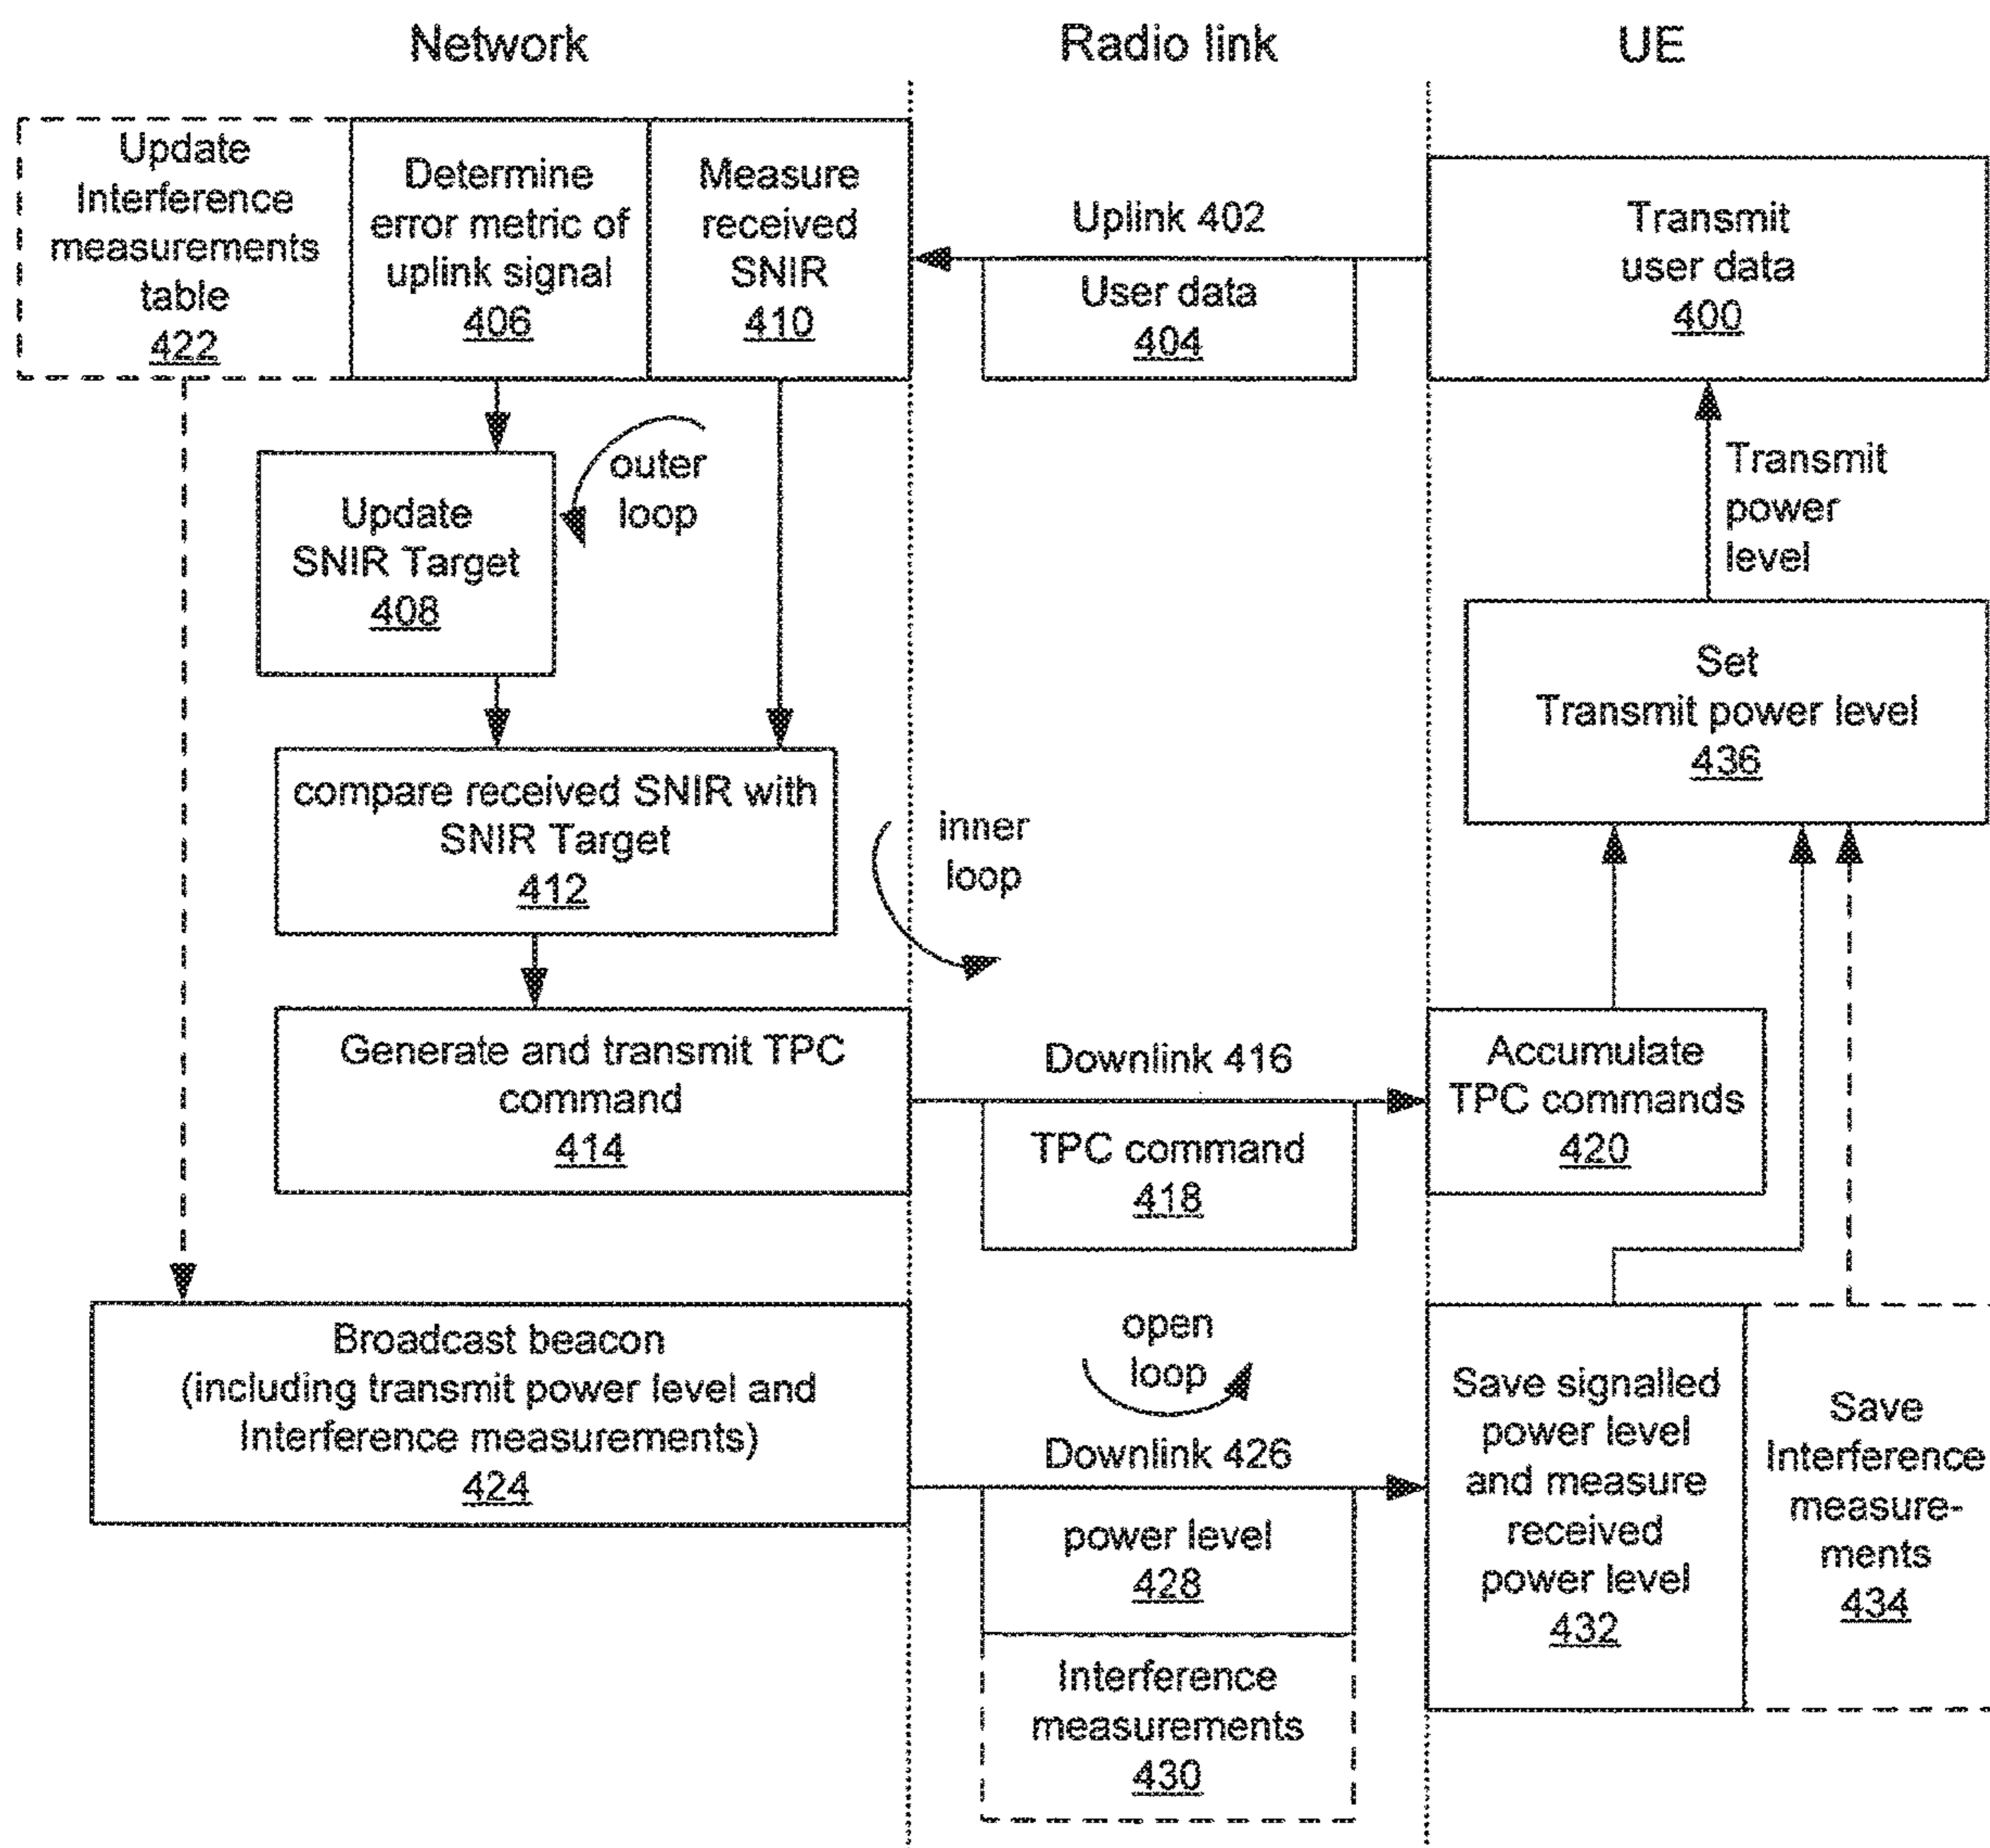 Network
Radio link
UE
Update
Interference
measurements
table
422
Determine
error metric of
uplink signal
406
Measure
received
SNIR
410
Uplink 402
User data
404
Transmit
user data
400
outer
loop
Update
SNIR Target
408
Transmit
power
level
Set
Transmit power level
436
compare received SNIR with
SNIR Target
412
inner
loop
Generate and transmit TPC
command
414
Downlink 416
TPC command
418
Accumulate
TPC commands
420
Broadcast beacon
(including transmit power level and
Interference measurements)
424
open
loop
Downlink 426
power level
428
Interference
measurements
430
Save signalled
power level
and measure
received
power level
432
Save
Interference
measure-
ments
434